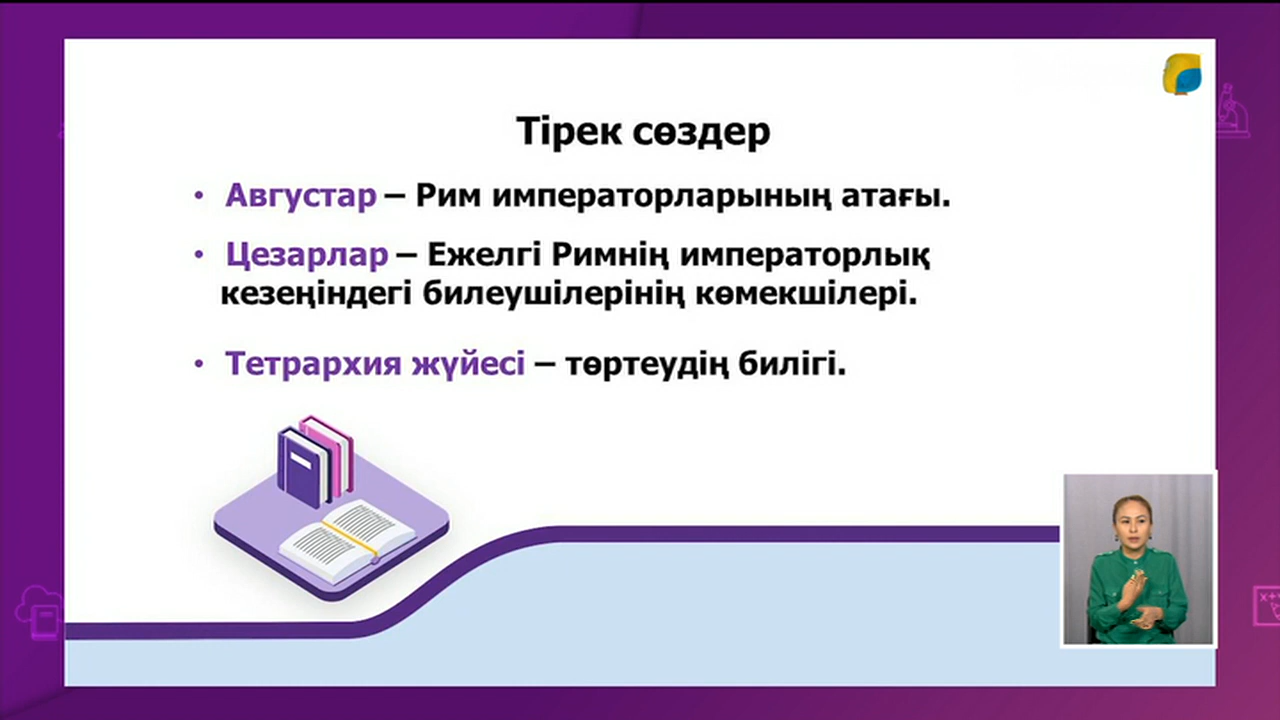 Тірек сөздер
• Августар – Рим императорларының атағы.
• Цезарлар – Ежелгі Римнің императорлық
кезеңіндегі билеушілерінің көмекшілері.
• Тетрархия жүйесі – төртеудің билігі.